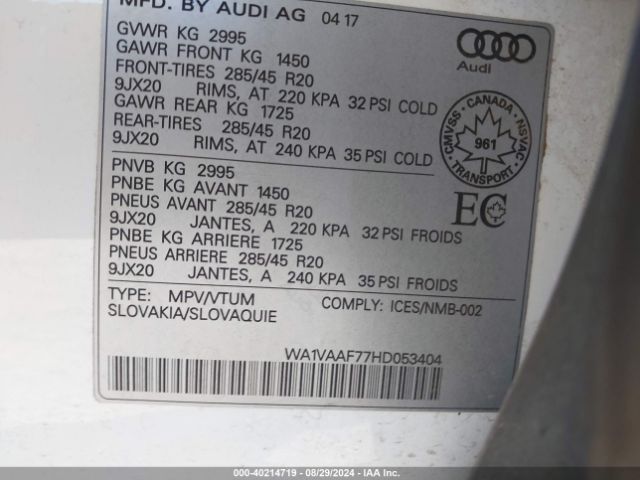 MFD. BY AUDI AG 04 17
GVWR KG 2995
GAWR FRONT KG 1450
FRONT-TIRES 285/45 R20
9JX20 RIMS, AT 220 KPA 32 PSI COLD
GAWR REAR KG 1725
REAR-TIRES 285/45 R20
9JX20 RIMS, AT 240 KPA 35 PSI COLD
Audi
CANADA
CMVSS NSVAC
961
TRANSPORT
PNVB KG 2995
PNBE KG AVANT 1450
PNEUS AVANT 285/45 R20
9JX20 JANTES, A 220 KPA 32 PSI FROIDS
PNBE KG ARRIERE 1725
PNEUS ARRIERE 285/45 R20
9JX20 JANTES, A 240 KPA 35 PSI FROIDS
EC
TYPE: MPV/VTUM COMPLY: ICES/NMB-002
SLOVAKIA/SLOVAQUIE
WA1VAAF77HD053404
000-40214719 - 08/29/2024 - IAA Inc.